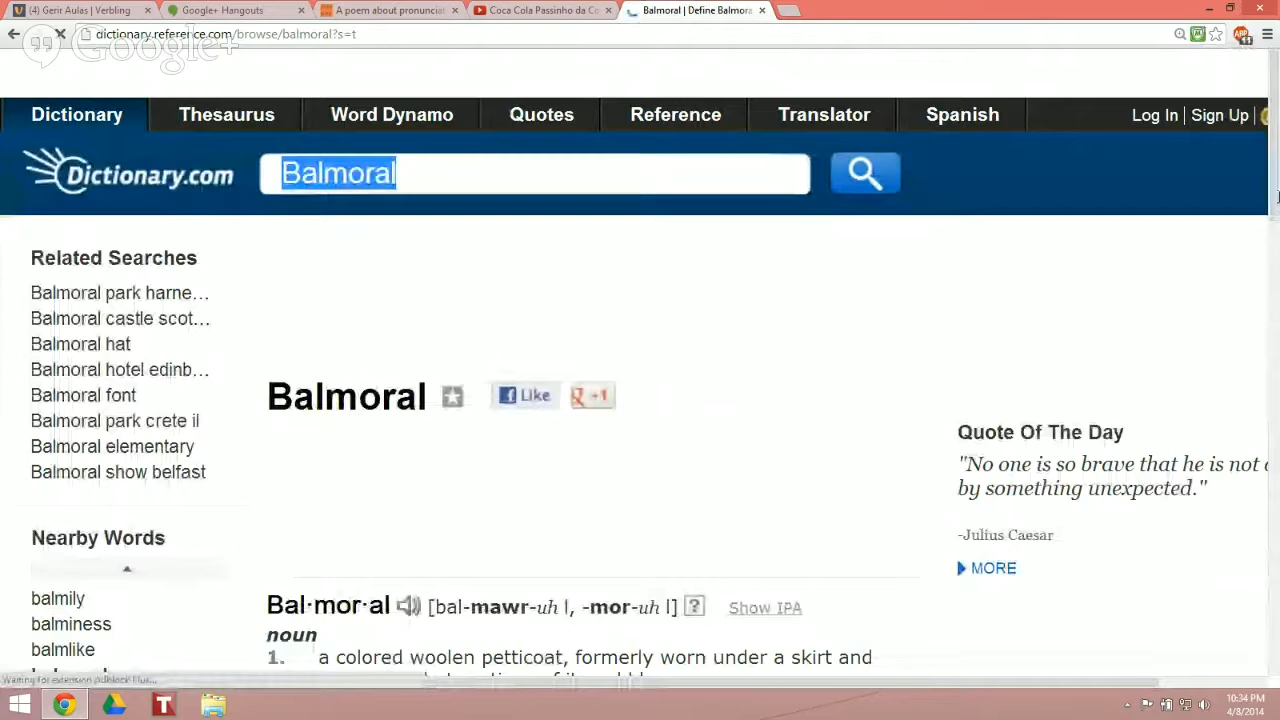 (4) Gerir Aulas | Verbling
Google+ Hangouts
A poem about pronunciat
Coca Cola Passinho da Co
Balmoral | Define Balmora
dictionary.reference.com/browse/balmoral?s=t
Google+
Dictionary Thesaurus Word Dynamo Quotes Reference Translator Spanish Log In | Sign Up |
Dictionary.com
Balmoral
Related Searches
Balmoral park harne...
Balmoral castle scot...
Balmoral hat
Balmoral hotel edinb...
Balmoral font
Balmoral park crete il
Balmoral elementary
Balmoral show belfast
Nearby Words
balmily
balminess
balmlike
Balmoral
Like
+1
Bal·mor·al [bal-mawr-uh l, -mor-uh l] ? Show IPA
noun
1. a colored woolen petticoat, formerly worn under a skirt and
Quote Of The Day
"No one is so brave that he is not
by something unexpected."
-Julius Caesar
MORE
10:34 PM
4/8/2014